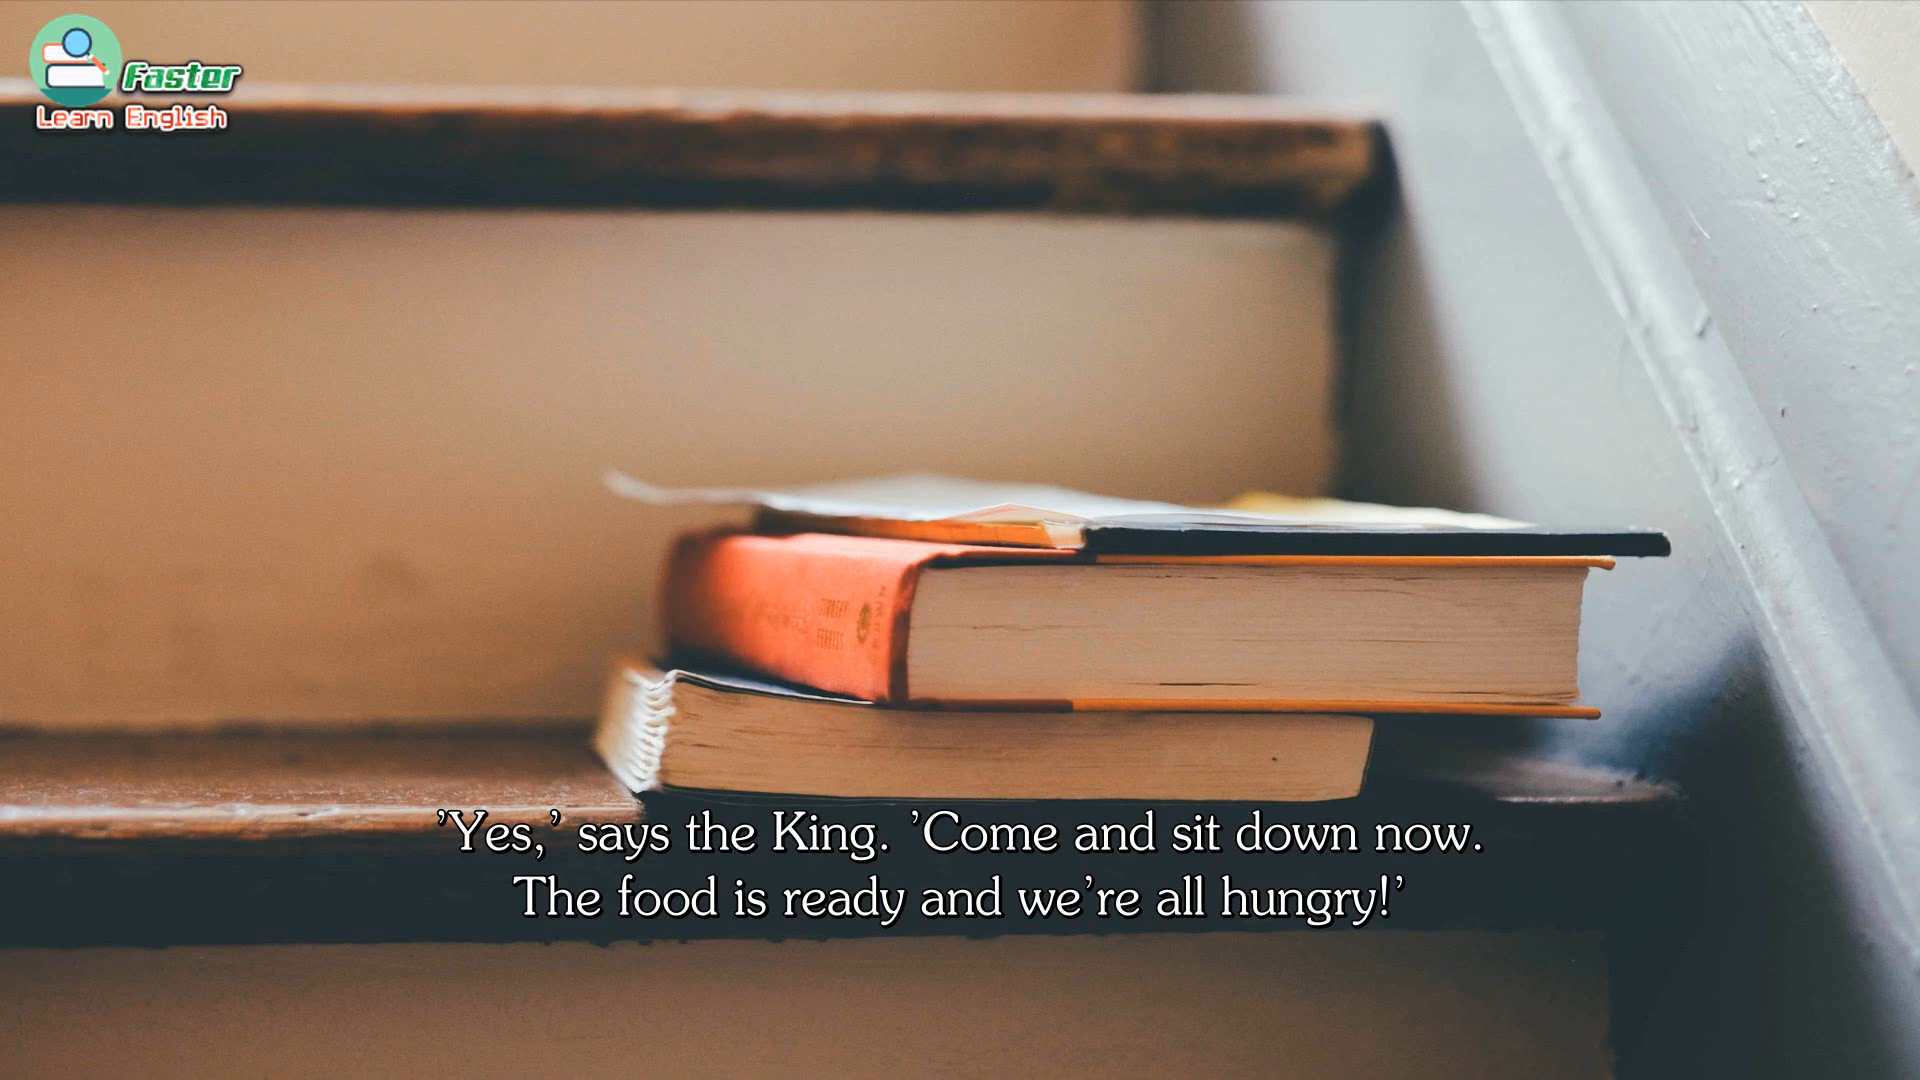 Faster
Learn English
'Yes,' says the King. 'Come and sit down now.
The food is ready and we're all hungry!'